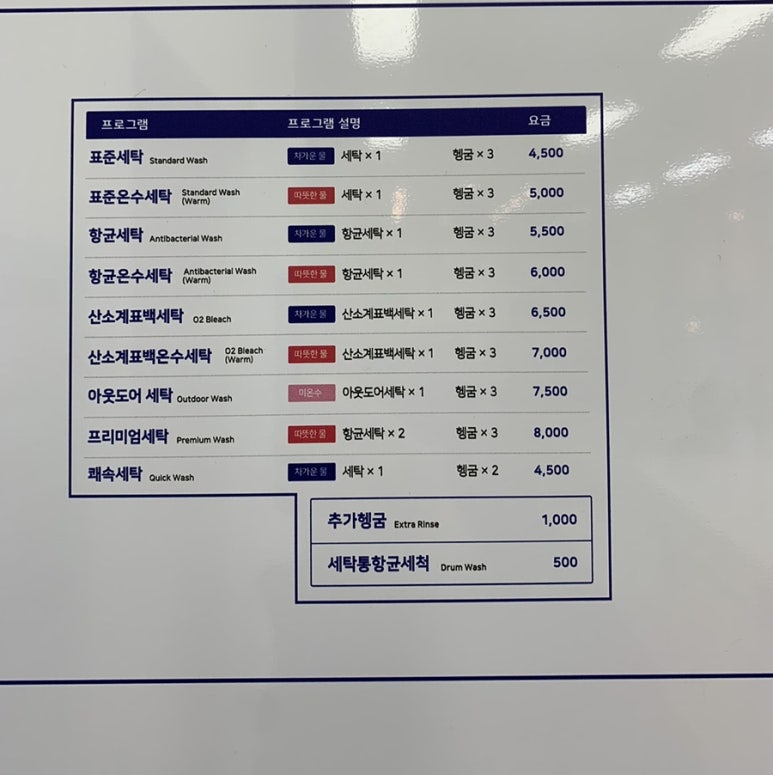 프로그램 프로그램 설명 요금
표준세탁 Standard Wash 차가운 물 세탁 × 1 헹굼 × 3 4,500
표준온수세탁 Standard Wash (Warm) 따뜻한 물 세탁 × 1 헹굼 × 3 5,000
항균세탁 Antibacterial Wash 차가운 물 항균세탁 × 1 헹굼 × 3 5,500
항균온수세탁 Antibacterial Wash (Warm) 따뜻한 물 항균세탁 × 1 헹굼 × 3 6,000
산소계표백세탁 O2 Bleach 차가운 물 산소계표백세탁 × 1 헹굼 × 3 6,500
산소계표백온수세탁 O2 Bleach (Warm) 따뜻한 물 산소계표백세탁 × 1 헹굼 × 3 7,000
아웃도어 세탁 Outdoor Wash 미온수 아웃도어세탁 × 1 헹굼 × 3 7,500
프리미엄세탁 Premium Wash 따뜻한 물 항균세탁 × 2 헹굼 × 3 8,000
쾌속세탁 Quick Wash 차가운 물 세탁 × 1 헹굼 × 2 4,500
추가헹굼 Extra Rinse 1,000
세탁통항균세척 Drum Wash 500